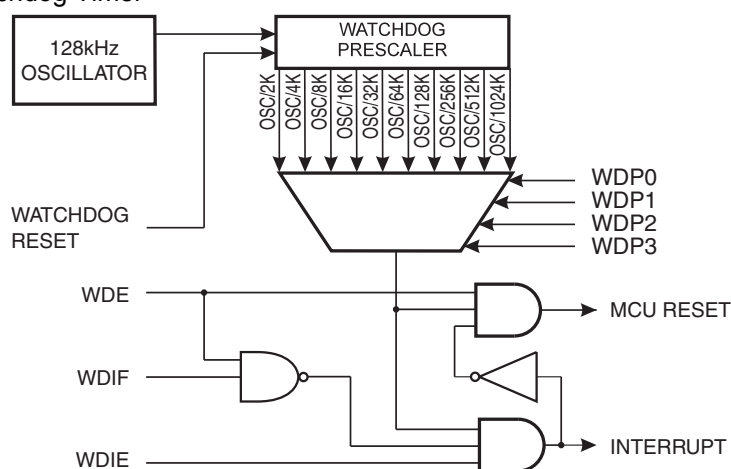 128kHz
OSCILLATOR
WATCHDOG
PRESCALER
OSC/2K
OSC/4K
OSC/8K
OSC/16K
OSC/32K
OSC/64K
OSC/128K
OSC/256K
OSC/512K
OSC/1024K
WATCHDOG
RESET
WDP0
WDP1
WDP2
WDP3
WDE
MCU RESET
WDIF
WDIE
INTERRUPT